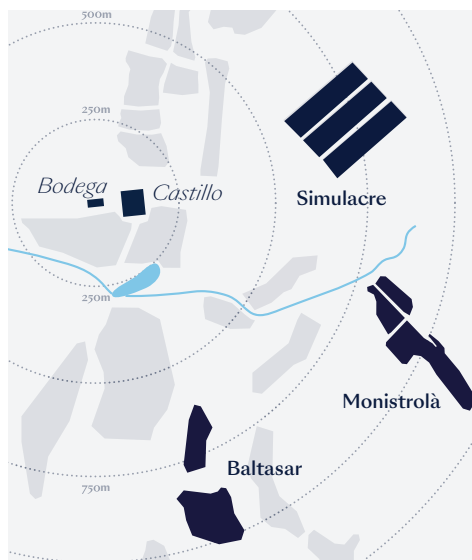 500m
250m
Bodega
Castillo
Simulacre
250m
Monistrolà
Baltasar
750m